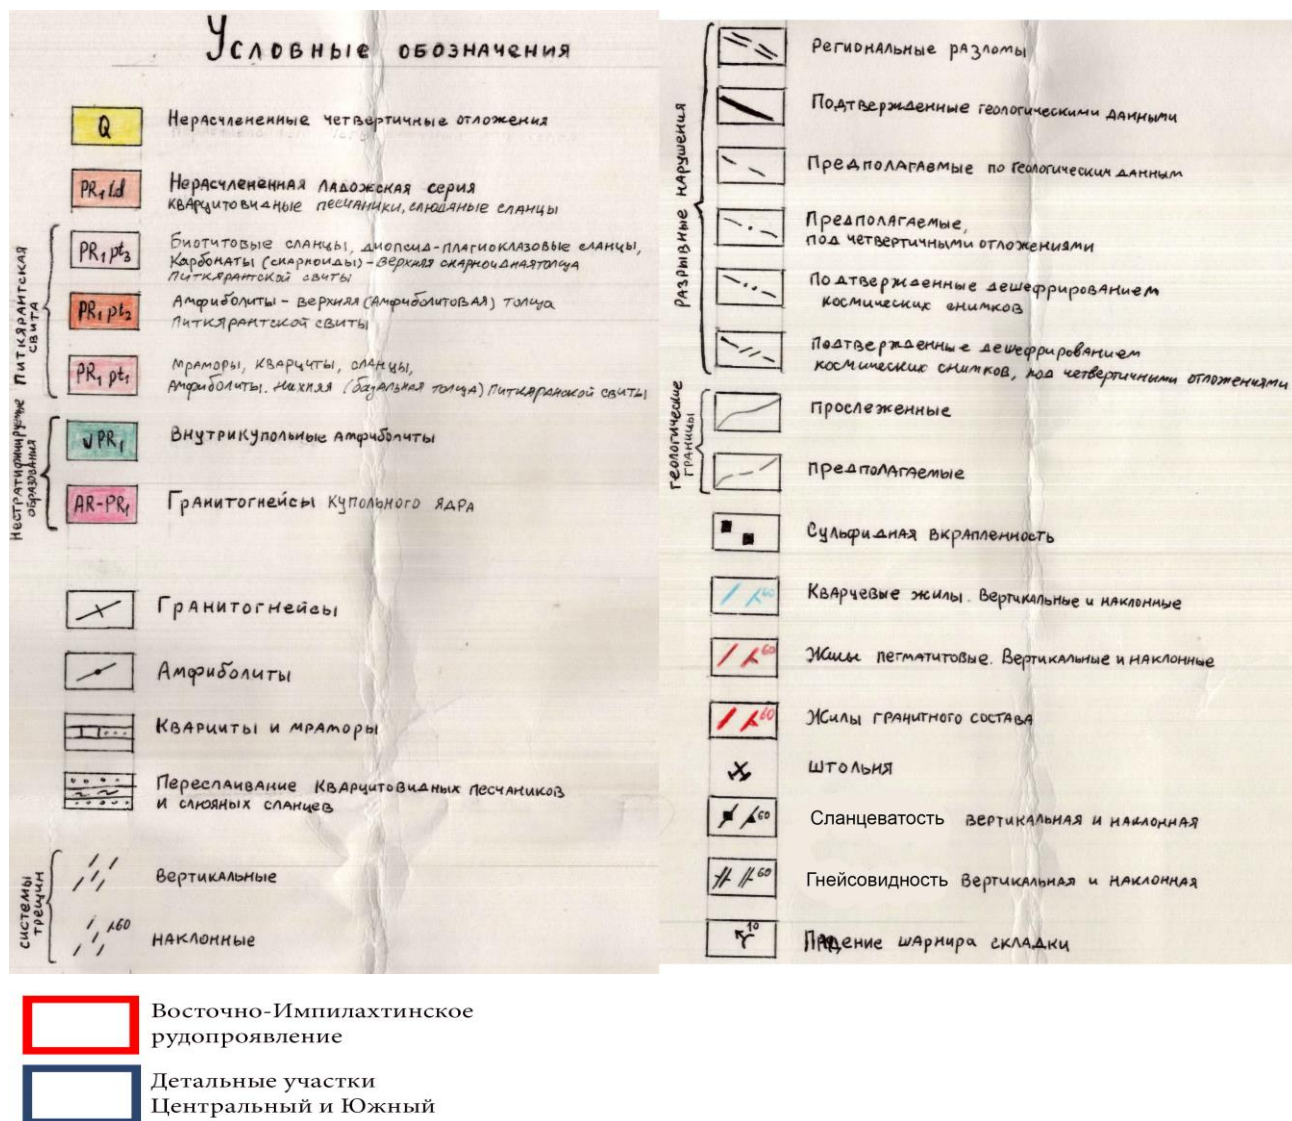 Условные обозначения
Q
Нерасчлененные четвертичные отложения
PR₁ld
Нерасчлененная Ладожская серия
кварцитовидные песчаники, слюдяные сланцы
Питкярантская
свита
PR₁pt₃
Биотитовые сланцы, диопсид-плагиоклазовые сланцы,
Карбонаты (скарноиды) - верхняя скарноидная толща
Питкярантской свиты
PR₁pt₂
Амфиболиты - верхняя (Амфиболитовая) толща
Питкярантской свиты
PR₁pt₁
Мраморы, кварциты, сланцы,
Амфиболиты. Нижняя (базальная толща) Питкяранской свиты
Нестратифицируемые
образования
υPR₁
Внутрикупольные амфиболиты
AR-PR₁
Гранитогнейсы купольного ядра
Гранитогнейсы
Амфиболиты
Кварциты и мраморы
Переслаивание кварцитовидных песчаников
и слюяных сланцев
системы
трещин
вертикальные
60
наклонные
Разрывные нарушения
Региональные разломы
Подтвержденные геологическими данными
Предполагаемые по геологическим данным
Предполагаемые,
под четвертичными отложениями
Подтвержденные дешефрированием
космических снимков
Подтвержденные дешефрированием
космических снимков, под четвертичными отложениями
геологические
границы
Прослеженные
Предполагаемые
Сульфидная вкрапленность
60
Кварцевые жилы. Вертикальные и наклонные
60
Жилы пегматитовые. Вертикальные и наклонные
60
Жилы гранитного состава
штольня
60
Сланцеватость вертикальная и наклонная
60
Гнейсовидность вертикальная и наклонная
10
Падение шарнира складки
Восточно-Импилахтинское
рудопроявление
Детальные участки
Центральный и Южный